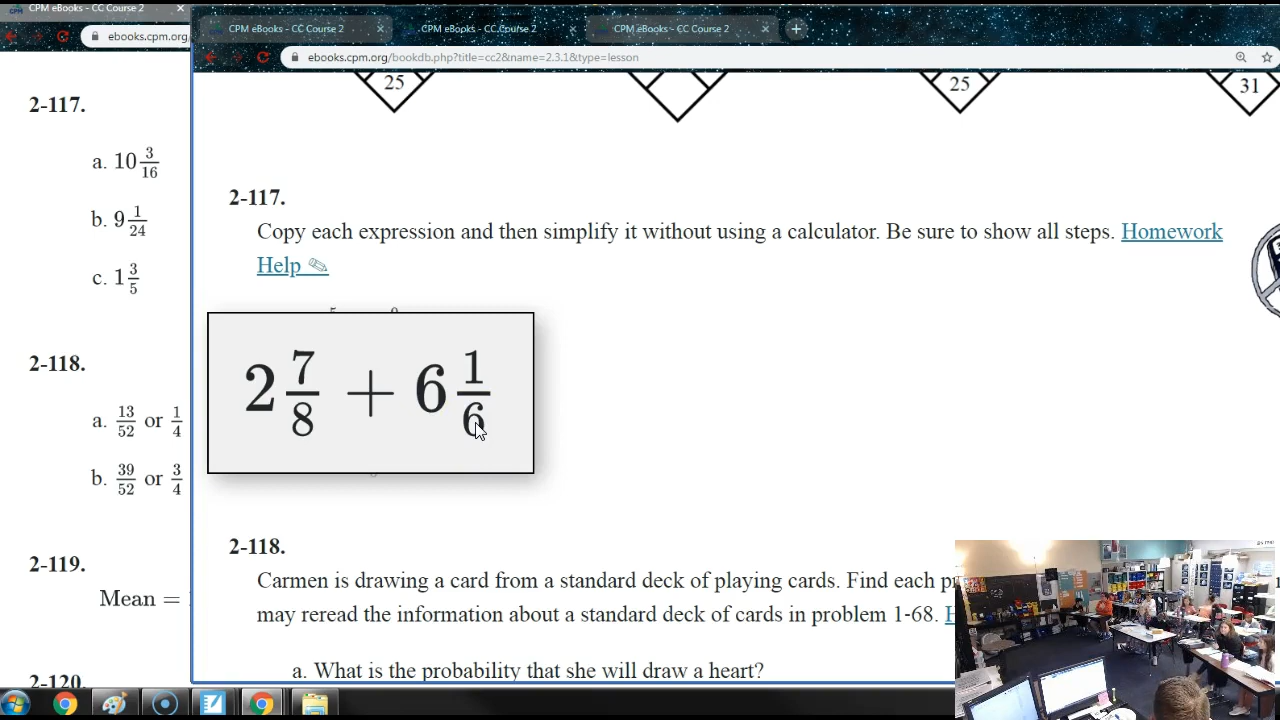 CPM eBooks - CC Course 2
ebooks.cpm.org
2-117.
a. 10 3/16
b. 9 1/24
c. 1 3/5
2-118.
a. 13/52 or 1/4
b. 39/52 or 3/4
2-119.
Mean =
2-120.
CPM eBooks - CC Course 2
CPM eBooks - CC Course 2
CPM eBooks - CC Course 2
ebooks.cpm.org/bookdb.php?title=cc2&name=2.3.1&type=lesson
25
25
31
2-117.
Copy each expression and then simplify it without using a calculator. Be sure to show all steps. Homework
Help
2 7/8 + 6 1/6
2-118.
Carmen is drawing a card from a standard deck of playing cards. Find each
may reread the information about a standard deck of cards in problem 1-68.
a. What is the probability that she will draw a heart?